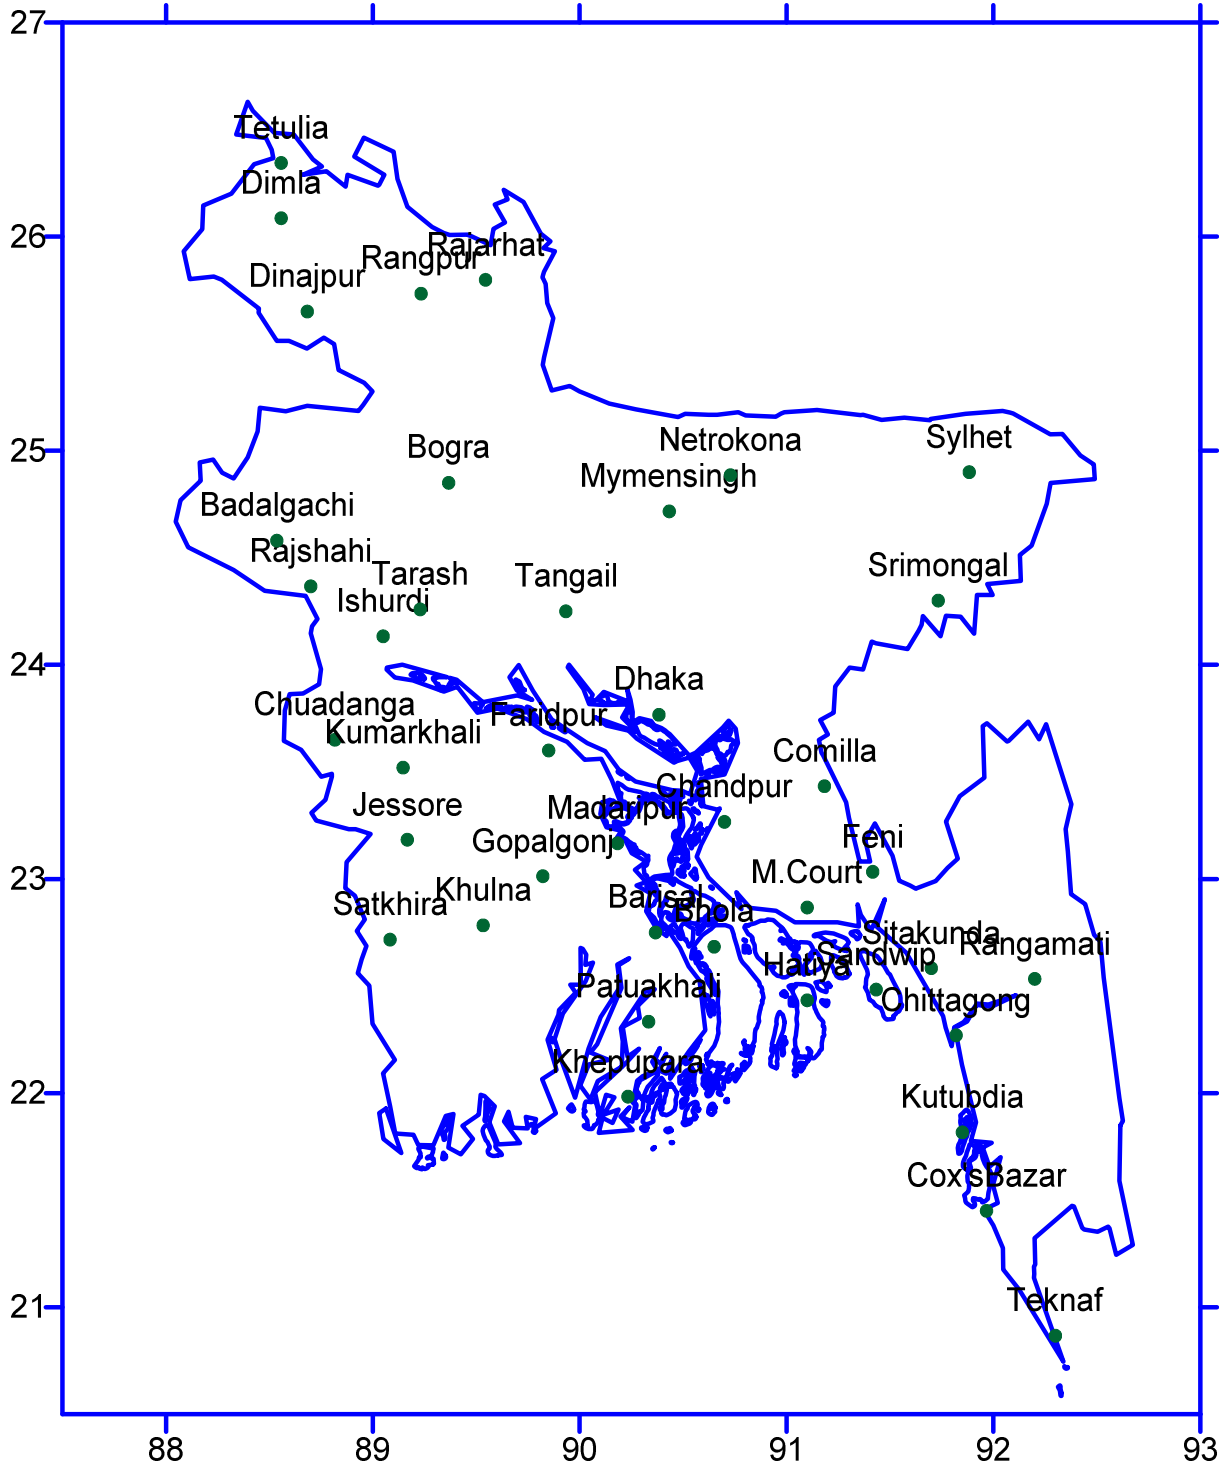 27
Tetulia
Dimla
26
Rajarhat
Rangpur
Dinajpur
Sylhet
Netrokona
Bogra
25
Mymensingh
Badalgachi
Rajshahi
Srimongal
Tarash
Tangail
Ishurdi
24
Dhaka
Chuadanga
Faridpur
Kumarkhali
Comilla
Chandpur
Jessore
Madaripur
Feni
Gopalgonj
M.Court
23
Khulna
Barisal
Satkhira
Bhola
Sitakunda
Rangamati
Sandwip
Hatiya
Patuakhali
Chittagong
Khepupara
22
Kutubdia
Cox'sBazar
Teknaf
21
88 89 90 91 92 93